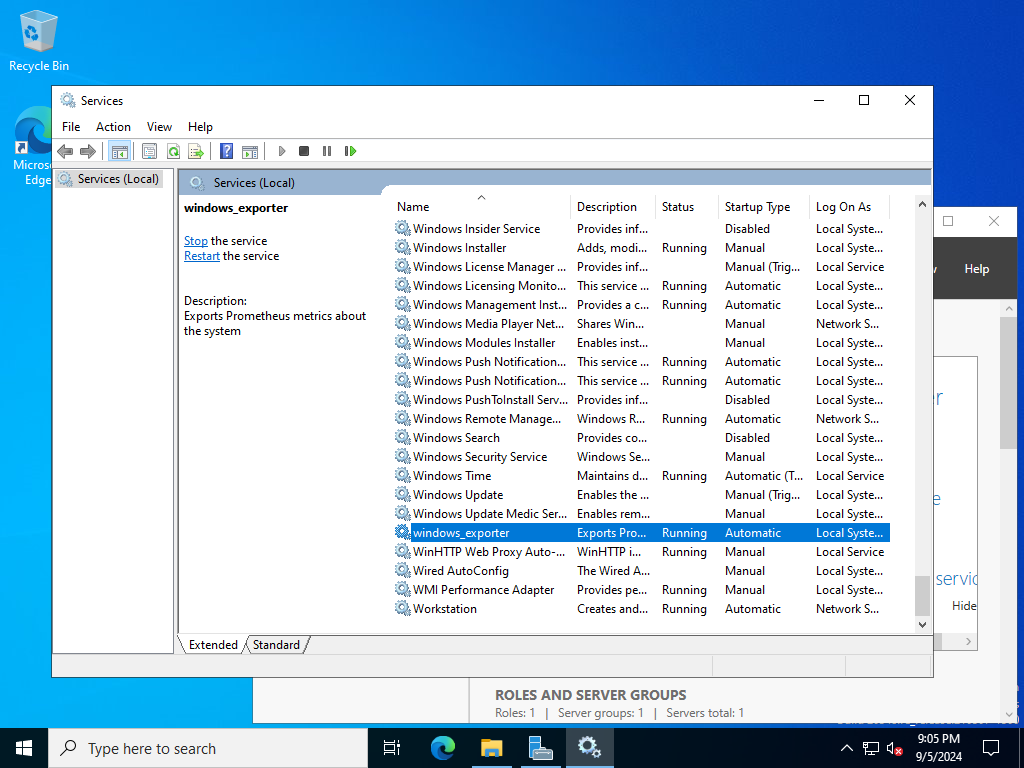 Recycle Bin
Services
File Action View Help
Services (Local)
Services (Local)
windows_exporter
Stop the service
Restart the service
Description:
Exports Prometheus metrics about
the system
Name Description Status Startup Type Log On As
Windows Insider Service Provides inf... Disabled Local Syste...
Windows Installer Adds, modi... Running Manual Local Syste...
Windows License Manager ... Provides inf... Manual (Trig... Local Service
Windows Licensing Monito... This service ... Running Automatic Local Syste...
Windows Management Inst... Provides a c... Running Automatic Local Syste...
Windows Media Player Net... Shares Win... Manual Network S...
Windows Modules Installer Enables inst... Manual Local Syste...
Windows Push Notification... This service ... Running Automatic Local Syste...
Windows Push Notification... This service ... Running Automatic Local Syste...
Windows PushToInstall Serv... Provides inf... Disabled Local Syste...
Windows Remote Manage... Windows R... Running Automatic Network S...
Windows Search Provides co... Disabled Local Syste...
Windows Security Service Windows Se... Manual Local Syste...
Windows Time Maintains d... Running Automatic (T... Local Service
Windows Update Enables the ... Manual (Trig... Local Syste...
Windows Update Medic Ser... Enables rem... Manual Local Syste...
windows_exporter Exports Pro... Running Automatic Local Syste...
WinHTTP Web Proxy Auto-... WinHTTP i... Running Manual Local Service
Wired AutoConfig The Wired A... Manual Local Syste...
WMI Performance Adapter Provides pe... Running Manual Local Syste...
Workstation Creates and... Running Automatic Network S...
Extended Standard
Micros
Edge
Help
servic
Hide
ROLES AND SERVER GROUPS
Roles: 1 | Server groups: 1 | Servers total: 1
Type here to search
9:05 PM
9/5/2024